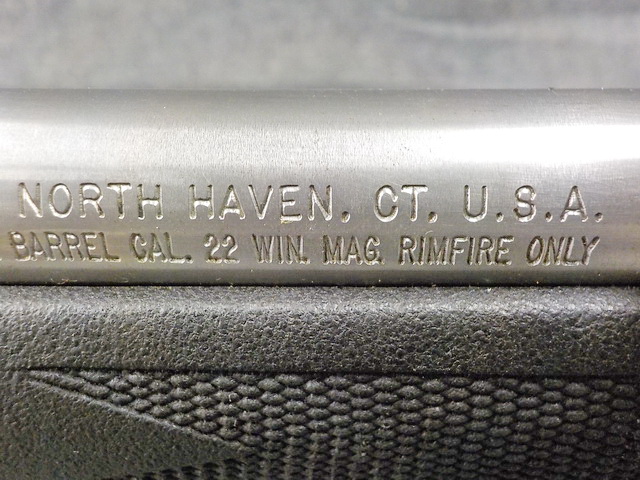 NORTH HAVEN, CT. U.S.A.
BARREL CAL. 22 WIN. MAG. RIMFIRE ONLY